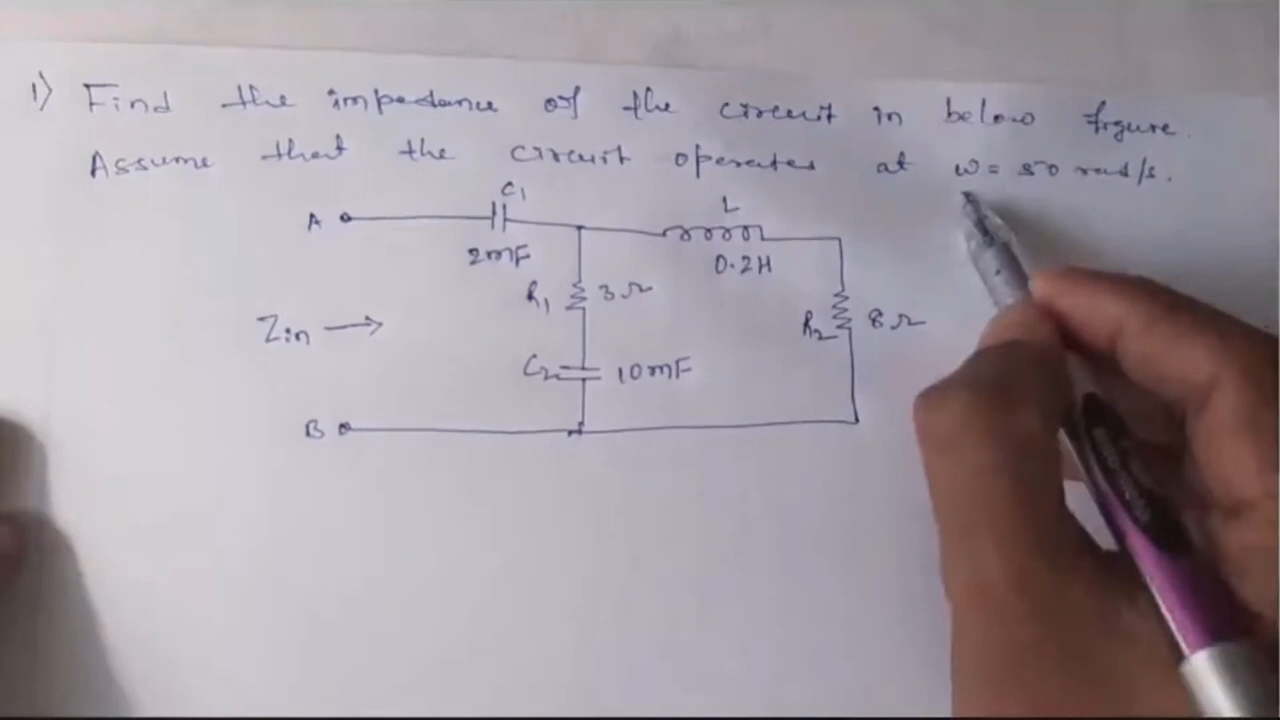 1) Find the impedance of the circuit in below figure.
Assume that the circuit operates at ω = 50 rad/s.
C₁
L
A
2mF
0.2H
R₁ 3Ω
Zin →
R₂ 8Ω
C₂ 10mF
B